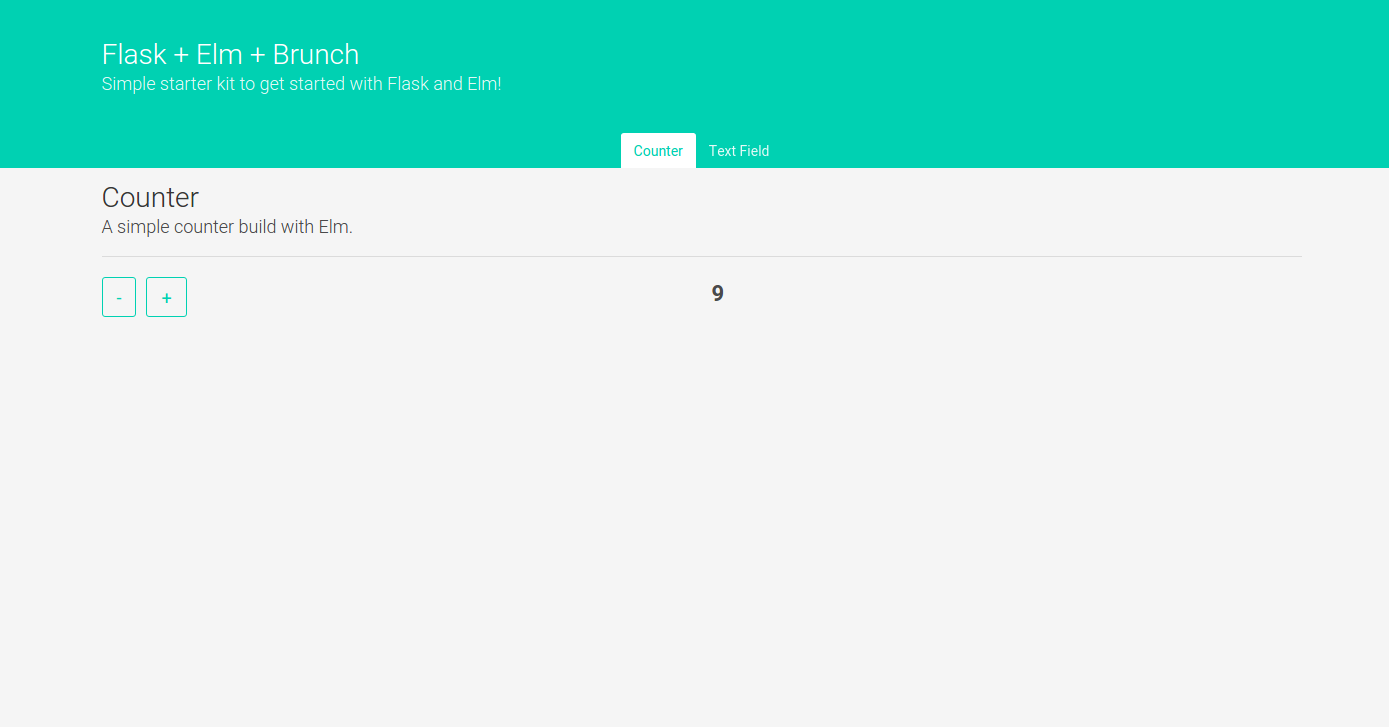 Flask + Elm + Brunch
Simple starter kit to get started with Flask and Elm!
Counter Text Field
Counter
A simple counter build with Elm.
- + 9